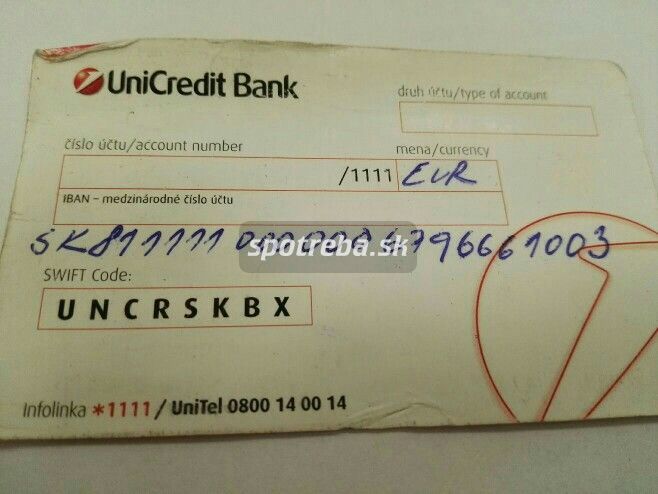 UniCredit Bank
druh účtu/type of account
číslo účtu/account number
mena/currency
/1111 EUR
IBAN – medzinárodné číslo účtu
SK8111110000006796661003
spotreba.sk
SWIFT Code:
UNCRSKBX
Infolinka *1111 / UniTel 0800 14 00 14